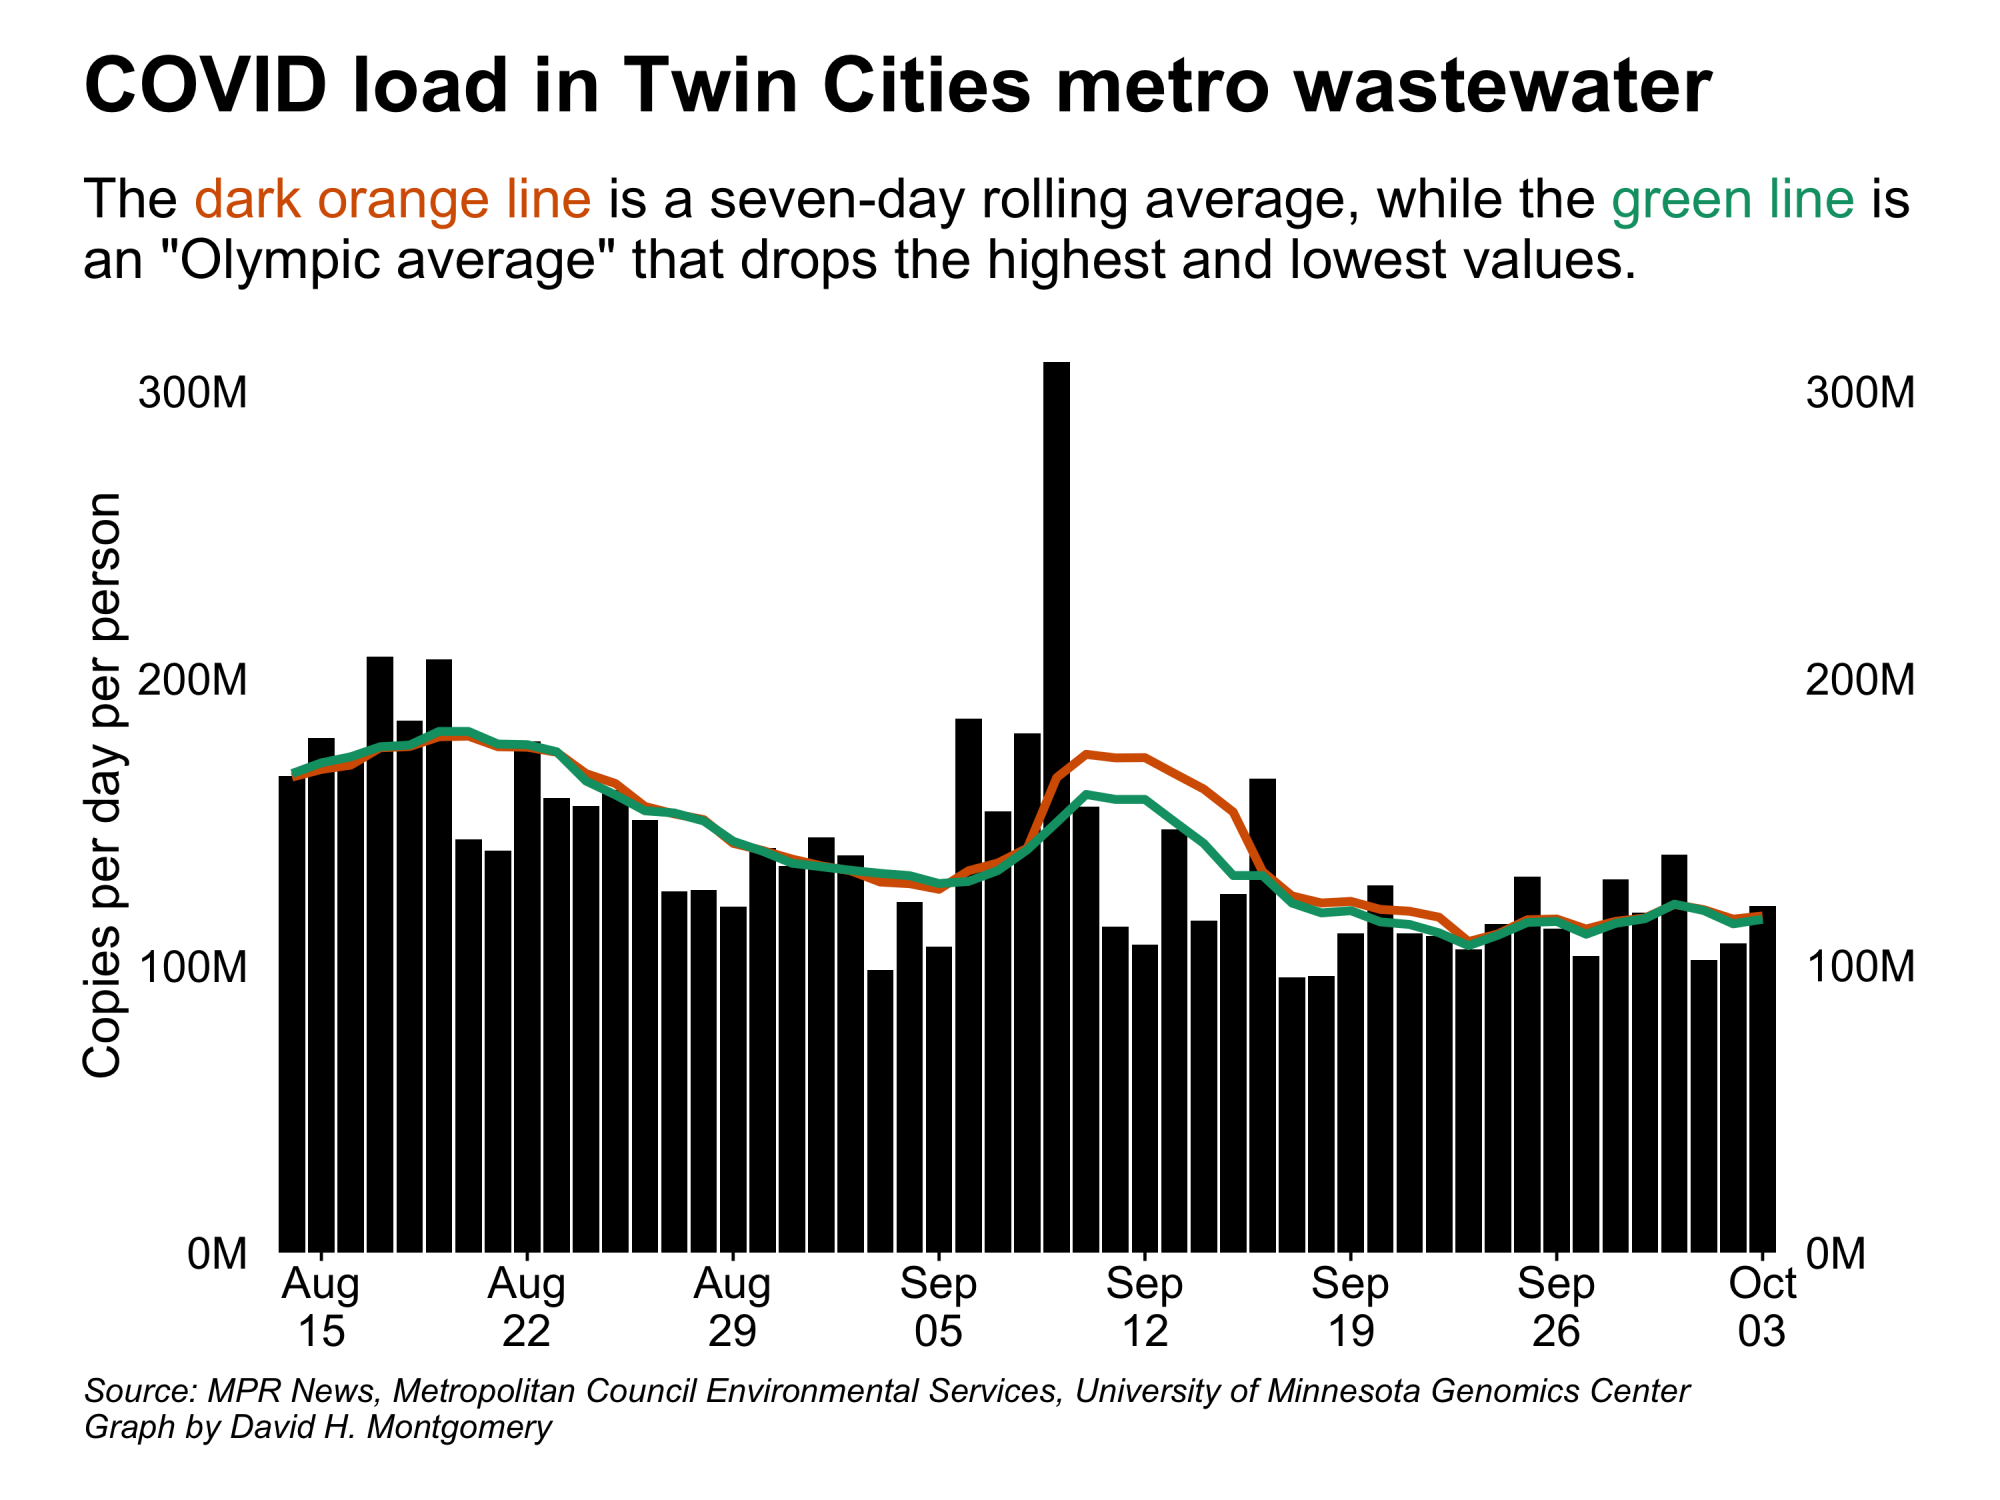 COVID load in Twin Cities metro wastewater
The dark orange line is a seven-day rolling average, while the green line is
an "Olympic average" that drops the highest and lowest values.
Copies per day per person
300M
200M
100M
0M
300M
200M
100M
0M
Aug 15
Aug 22
Aug 29
Sep 05
Sep 12
Sep 19
Sep 26
Oct 03
Source: MPR News, Metropolitan Council Environmental Services, University of Minnesota Genomics Center
Graph by David H. Montgomery